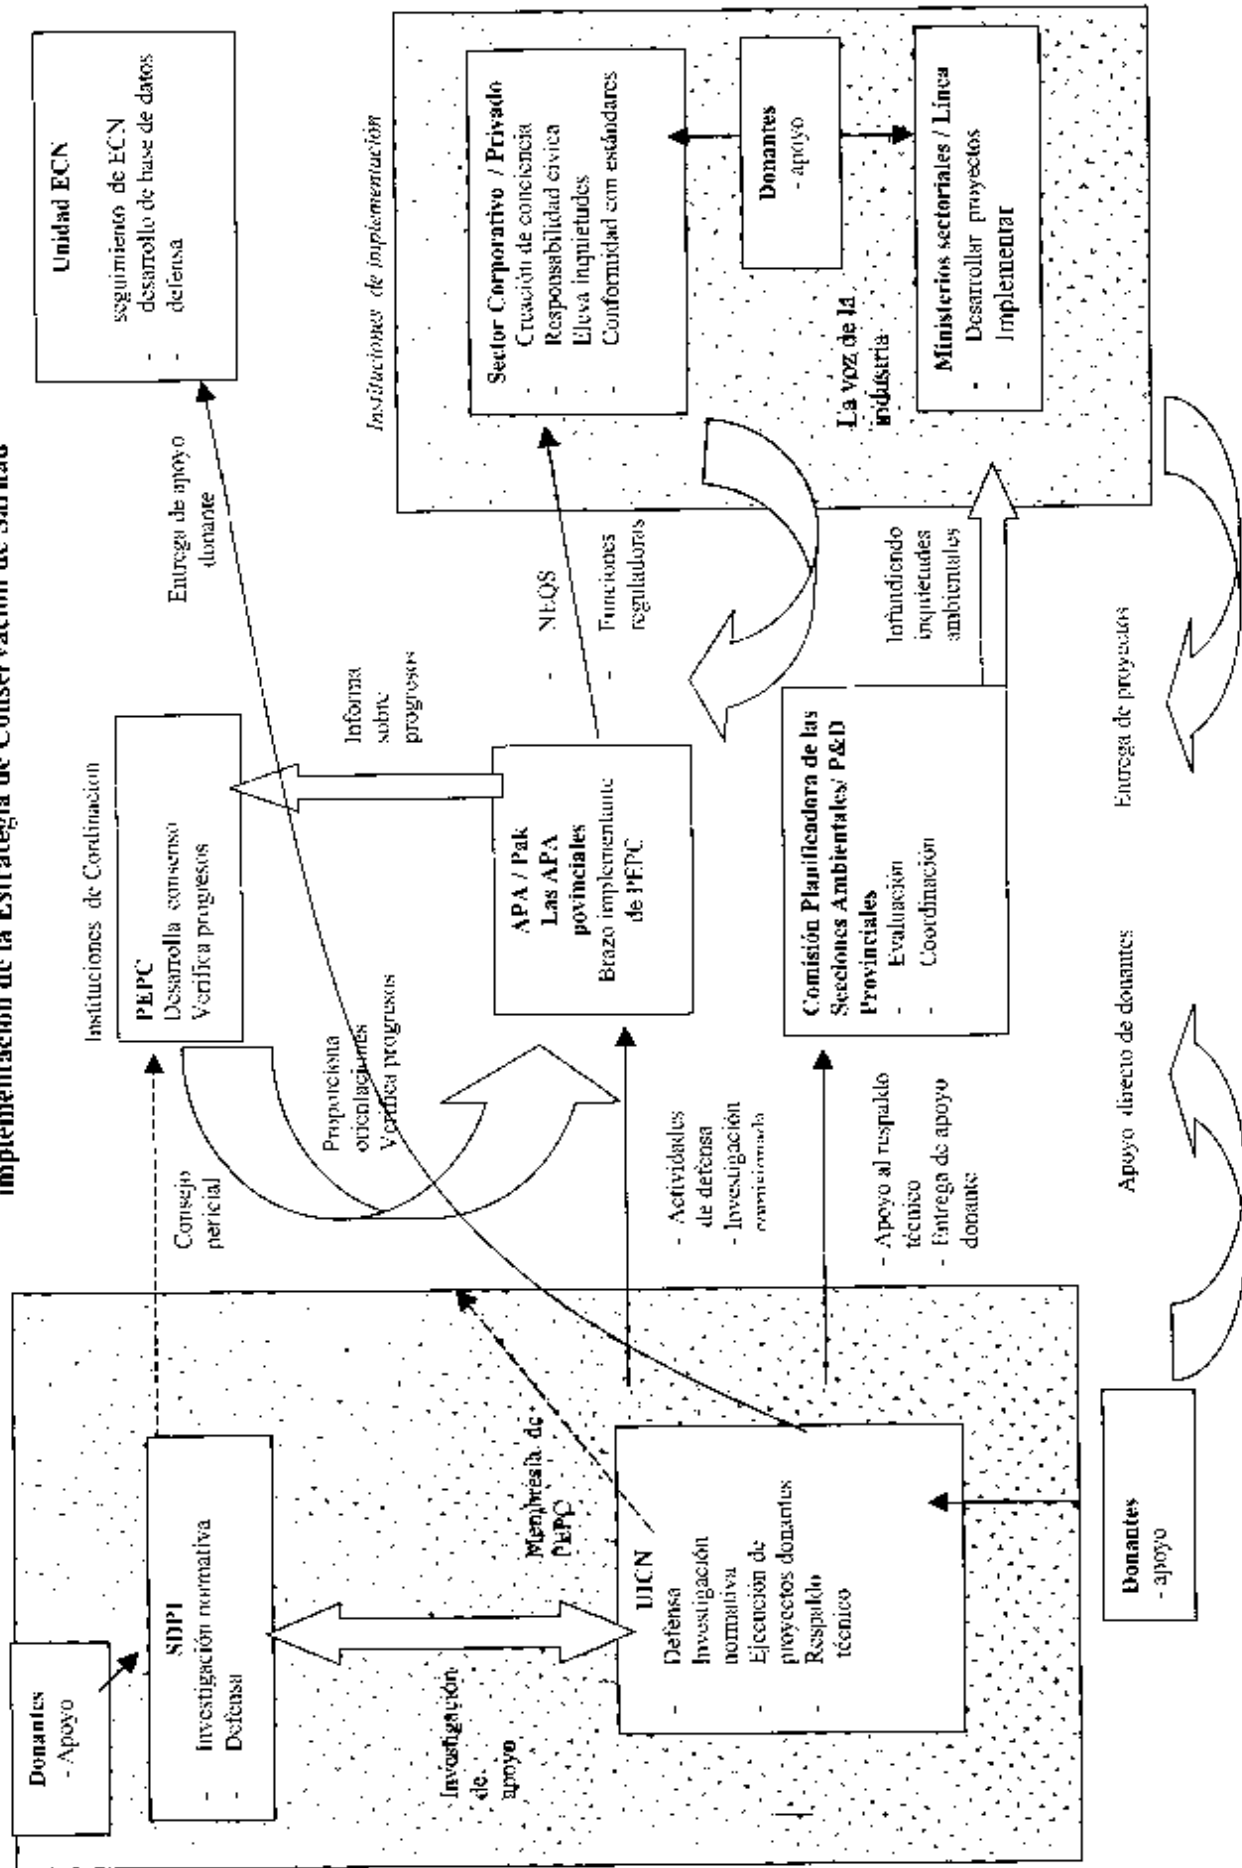 Implementación de la Estrategia de Conservación de Sarhad
Donantes
- Apoyo
SDPI
- Investigación normativa
- Defensa
Investigación
de
apoyo
Membresía de
PEPC
UICN
- Defensa
- Investigación
normativa
- Ejecución de
proyectos donantes
- Respaldo
técnico
Donantes
- apoyo
Consejo
pericial
Instituciones de Cordinacion
PEPC
Desarrolla consenso
Verifica progresos
Proporciona
orientaciones
Verifica progresos
Informa
sobre
progresos
APA / Pak
Las APA
povinciales
Brazo implementante
de PEPC
- Actividades
de defensa
- Investigación
comisionada
Comisión Planificadora de las
Secciones Ambientales/ P&D
Provinciales
- Evaluación
- Coordinación
- Apoyo al respaldo
técnico
- Entrega de apoyo
donante
Apoyo directo de donantes
Entrega de proyectos
Entrega de apoyo
donante
Unidad ECN
seguimiento de ECN
- desarrollo de base de datos
- defensa
Instituciones de implementación
- NEQS
- Funciones
reguladoras
Infundiendo
inquietudes
ambientales
Sector Corporativo / Privado
- Creación de conciencia
- Responsabilidad cívica
- Eleva inquietudes
- Conformidad con estándares
Donantes
- apoyo
La voz de la
industria
Ministerios sectoriales / Línea
- Desarrollar proyectos
- Implementar